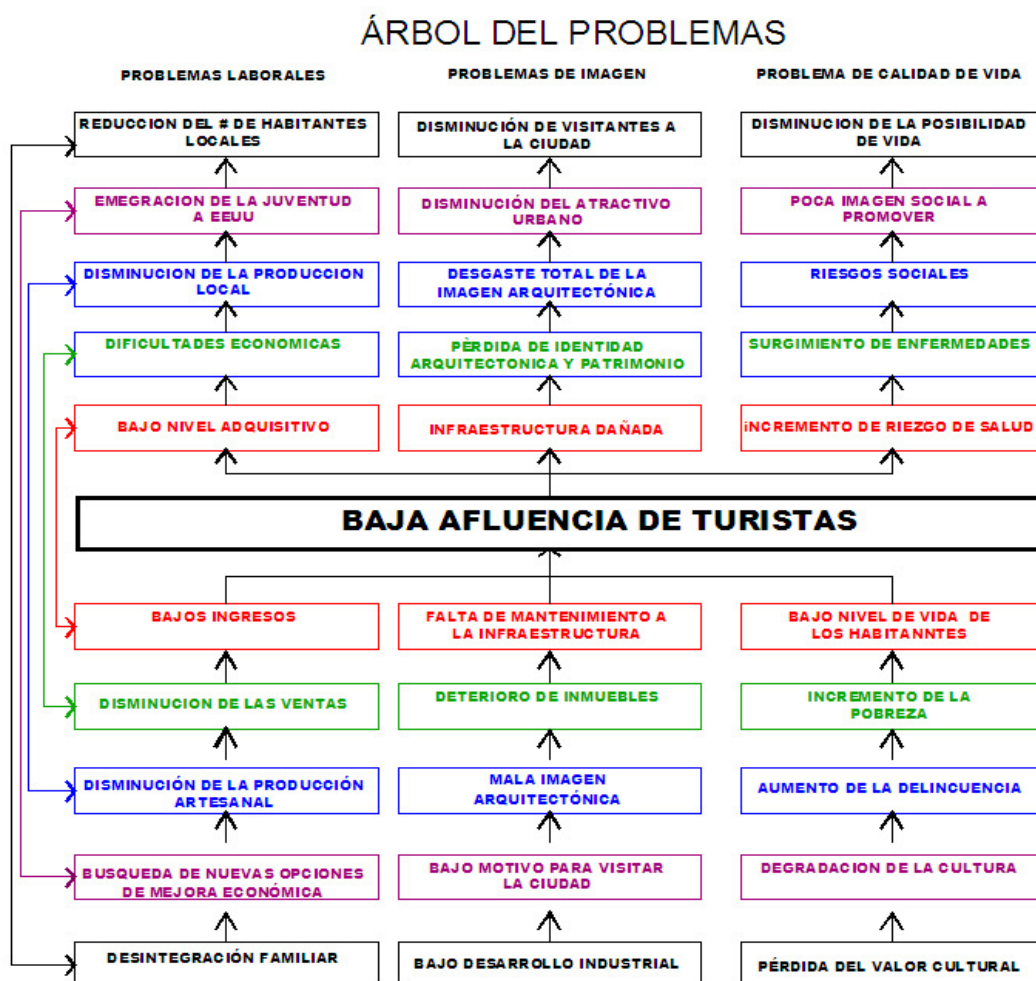 ÁRBOL DEL PROBLEMAS
PROBLEMAS LABORALES
PROBLEMAS DE IMAGEN
PROBLEMA DE CALIDAD DE VIDA
REDUCCION DEL # DE HABITANTES
LOCALES
DISMINUCIÓN DE VISITANTES A
LA CIUDAD
DISMINUCION DE LA POSIBILIDAD
DE VIDA
EMEGRACION DE LA JUVENTUD
A EEUU
DISMINUCIÓN DEL ATRACTIVO
URBANO
POCA IMAGEN SOCIAL A
PROMOVER
DISMINUCION DE LA PRODUCCION
LOCAL
DESGASTE TOTAL DE LA
IMAGEN ARQUITECTÓNICA
RIESGOS SOCIALES
DIFICULTADES ECONOMICAS
PÈRDIDA DE IDENTIDAD
ARQUITECTONICA Y PATRIMONIO
SURGIMIENTO DE ENFERMEDADES
BAJO NIVEL ADQUISITIVO
INFRAESTRUCTURA DAÑADA
iNCREMENTO DE RIEZGO DE SALUD
BAJA AFLUENCIA DE TURISTAS
BAJOS INGRESOS
FALTA DE MANTENIMIENTO A
LA INFRAESTRUCTURA
BAJO NIVEL DE VIDA DE
LOS HABITANNTES
DISMINUCION DE LAS VENTAS
DETERIORO DE INMUEBLES
INCREMENTO DE LA
POBREZA
DISMINUCIÓN DE LA PRODUCCIÓN
ARTESANAL
MALA IMAGEN
ARQUITECTÓNICA
AUMENTO DE LA DELINCUENCIA
BUSQUEDA DE NUEVAS OPCIONES
DE MEJORA ECONÓMICA
BAJO MOTIVO PARA VISITAR
LA CIUDAD
DEGRADACION DE LA CULTURA
DESINTEGRACIÓN FAMILIAR
BAJO DESARROLLO INDUSTRIAL
PÉRDIDA DEL VALOR CULTURAL